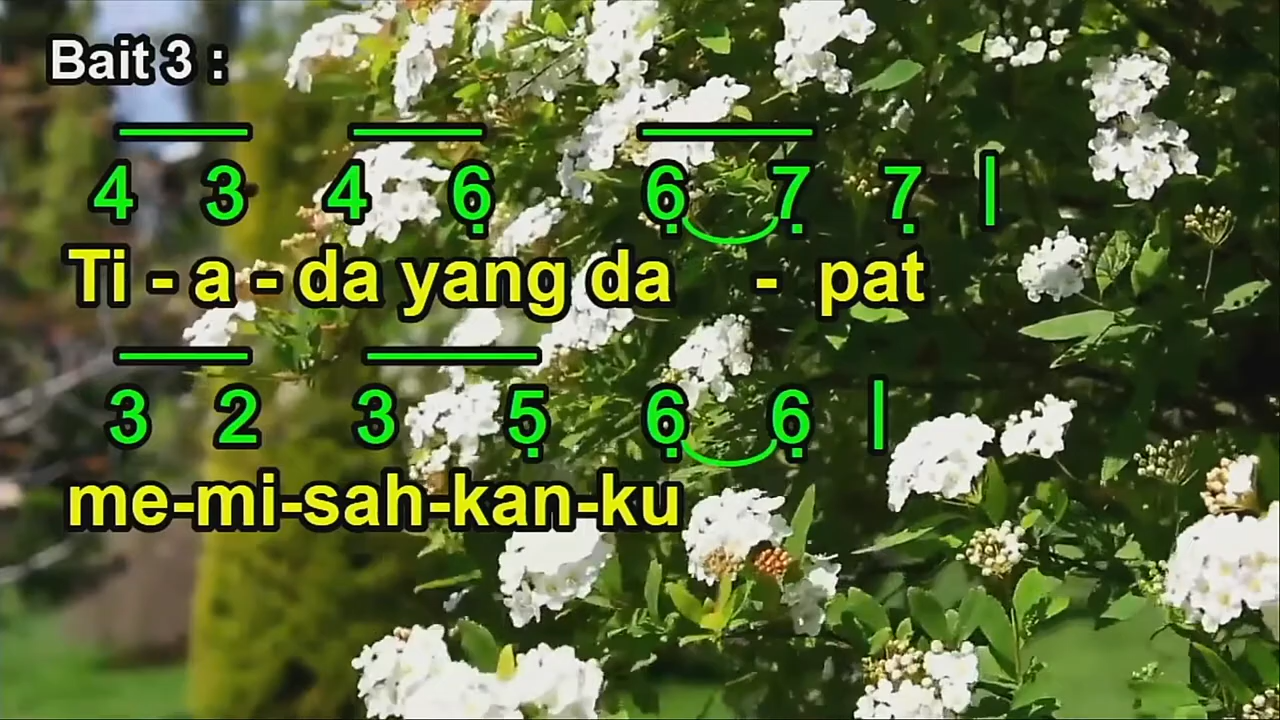 Bait 3 :
4 3 4 6̣ 6̣ 7̣ 7̣ |
Ti - a - da yang da - pat
3 2 3 5̣ 6̣ 6̣ |
me-mi-sah-kan-ku